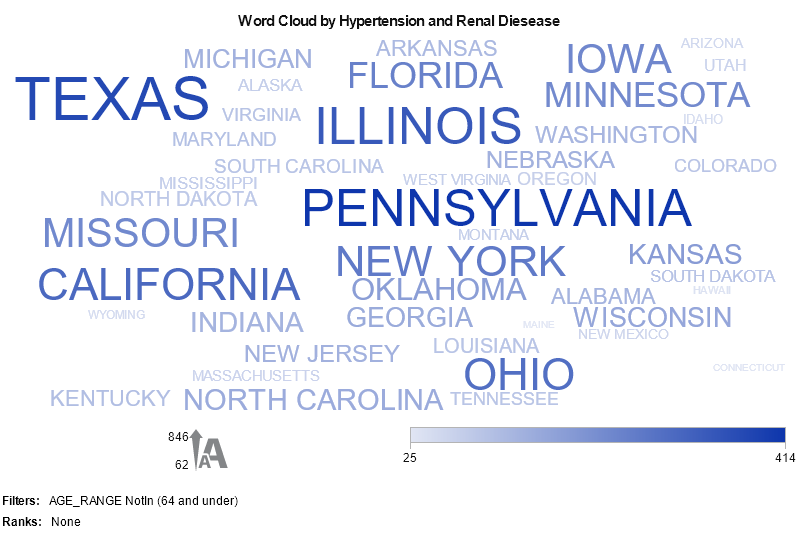 Word Cloud by Hypertension and Renal Diesease
ARIZONA
ARKANSAS
MICHIGAN
IOWA
UTAH
FLORIDA
ALASKA
TEXAS
MINNESOTA
VIRGINIA
IDAHO
ILLINOIS
WASHINGTON
MARYLAND
NEBRASKA
SOUTH CAROLINA
COLORADO
WEST VIRGINIA
OREGON
MISSISSIPPI
NORTH DAKOTA
PENNSYLVANIA
MISSOURI
MONTANA
KANSAS
NEW YORK
SOUTH DAKOTA
CALIFORNIA
OKLAHOMA
HAWAII
ALABAMA
WYOMING
INDIANA
GEORGIA
WISCONSIN
MAINE
NEW MEXICO
LOUISIANA
NEW JERSEY
CONNECTICUT
MASSACHUSETTS
OHIO
KENTUCKY
NORTH CAROLINA
TENNESSEE
846
A A
62
25 414
Filters: AGE_RANGE NotIn (64 and under)
Ranks: None